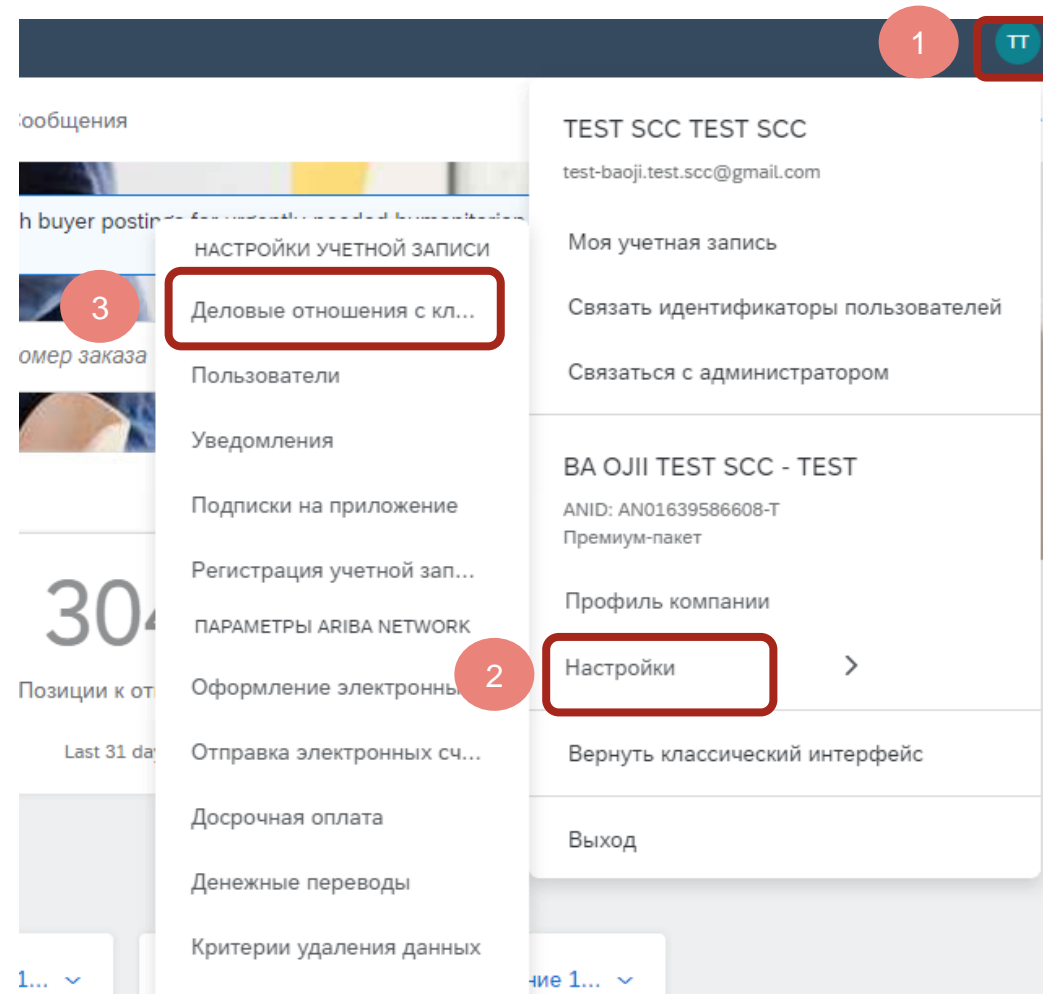 1
TT
TEST SCC TEST SCC
test-baoji.test.scc@gmail.com
Моя учетная запись
Связать идентификаторы пользователей
Связаться с администратором
BA OJII TEST SCC - TEST
ANID: AN01639586608-T
Премиум-пакет
Профиль компании
2
Настройки
Вернуть классический интерфейс
Выход
НАСТРОЙКИ УЧЕТНОЙ ЗАПИСИ
3
Деловые отношения с кл...
Пользователи
Уведомления
Подписки на приложение
Регистрация учетной зап...
ПАРАМЕТРЫ ARIBA NETWORK
Оформление электронны
Отправка электронных сч...
Досрочная оплата
Денежные переводы
Критерии удаления данных
ообщения
h buyer postings for urgently needed humanitarian
омер заказа
304
Позиции к от
Last 31 da
1...
ние 1...